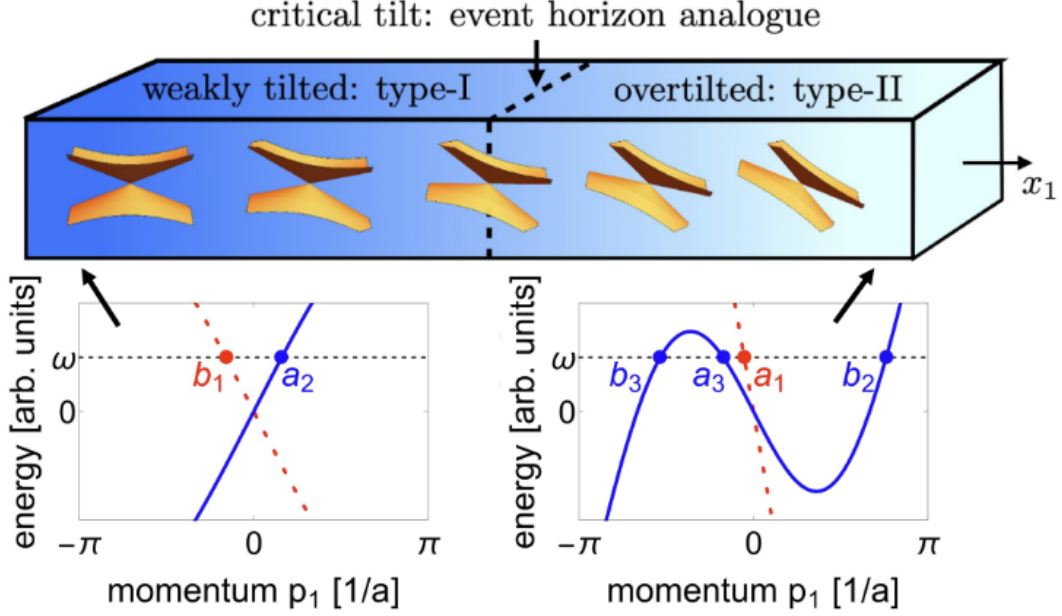 critical tilt: event horizon analogue
weakly tilted: type-I
overtilted: type-II
x₁
energy [arb. units]
ω
0
b₁
a₂
−π
0
π
momentum p₁ [1/a]
energy [arb. units]
ω
0
b₃
a₃
a₁
b₂
−π
0
π
momentum p₁ [1/a]